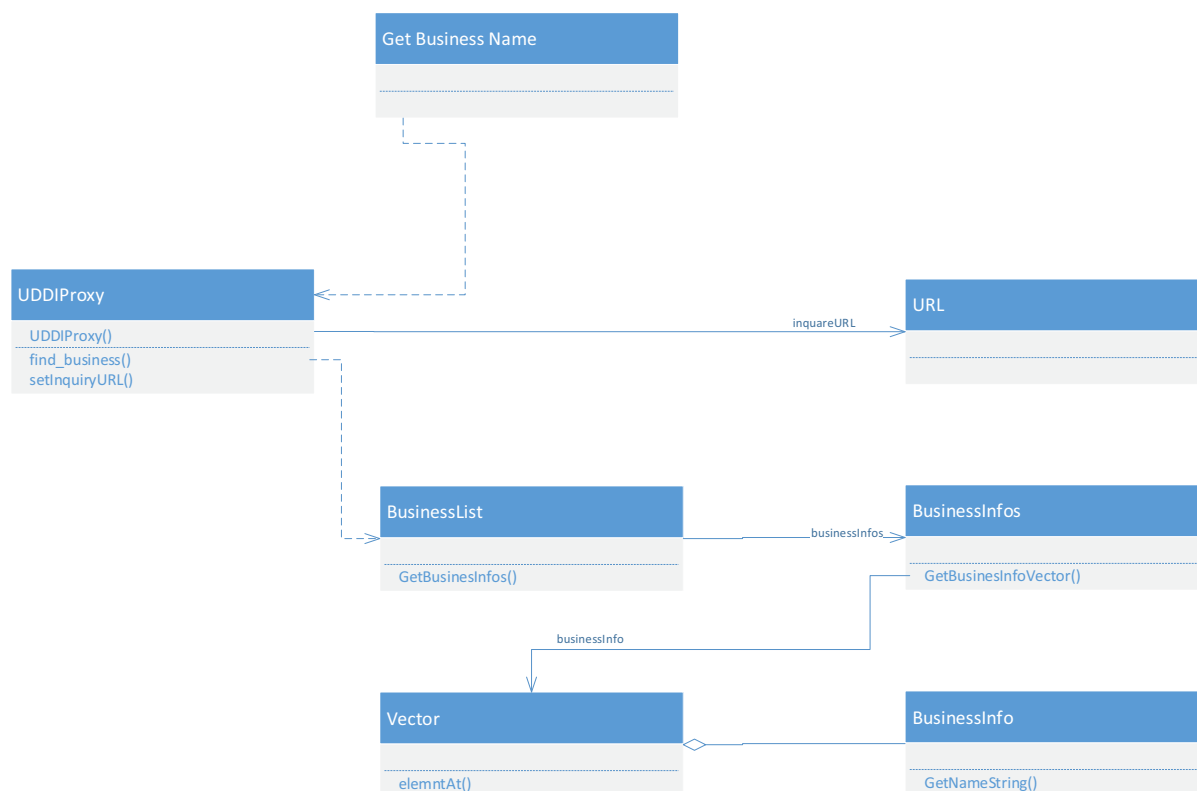 Get Business Name
UDDIProxy
UDDIProxy()
find_business()
setInquiryURL()
inquareURL
URL
BusinessList
GetBusinesInfos()
businessInfos
BusinessInfos
GetBusinesInfoVector()
businessInfo
Vector
elemntAt()
BusinessInfo
GetNameString()